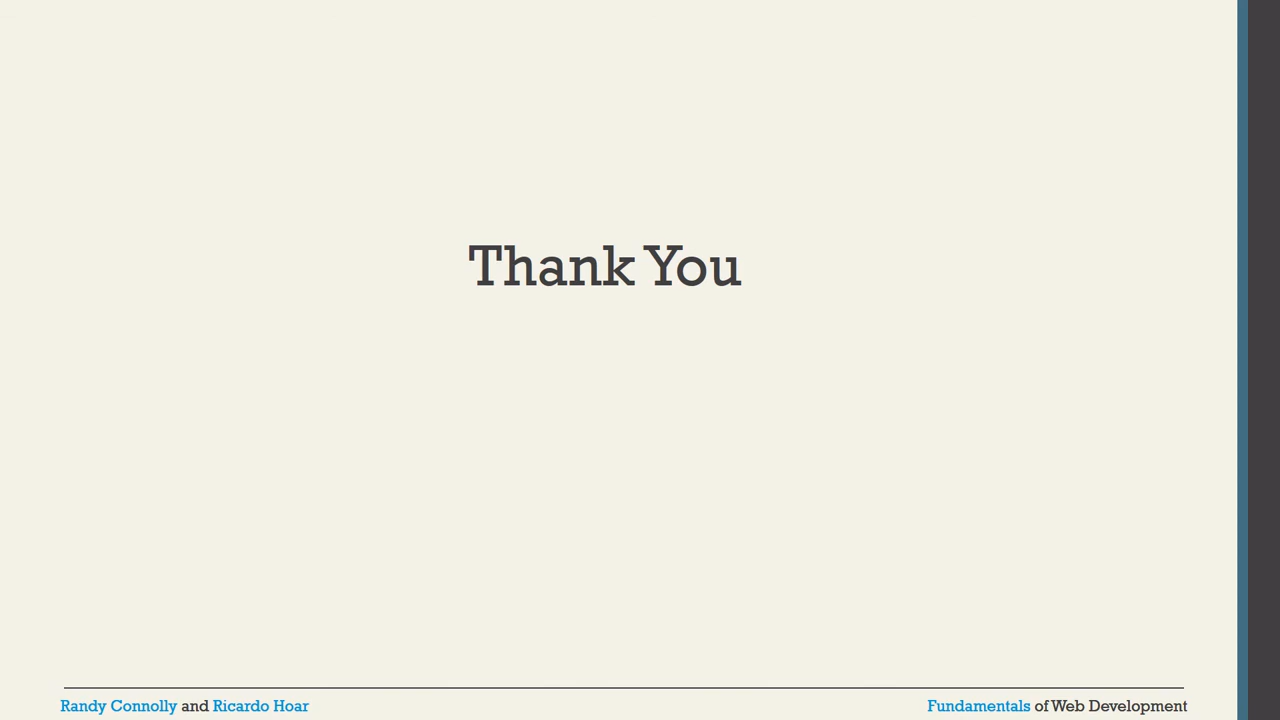 Thank You
Randy Connolly and Ricardo Hoar
Fundamentals of Web Development